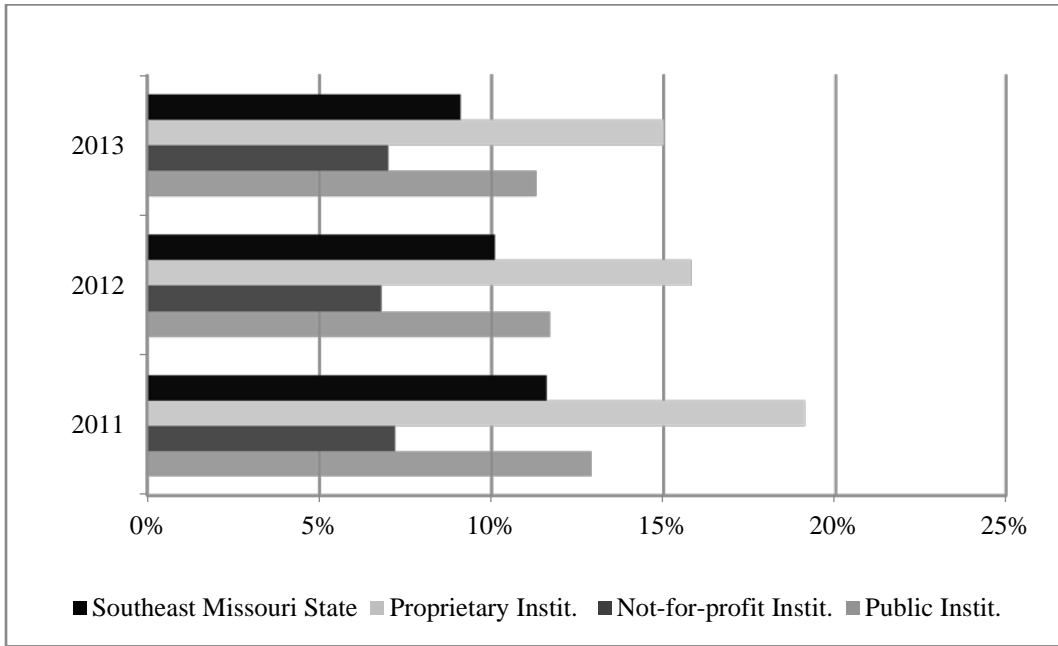 2013
2012
2011
0% 5% 10% 15% 20% 25%
Southeast Missouri State Proprietary Instit. Not-for-profit Instit. Public Instit.